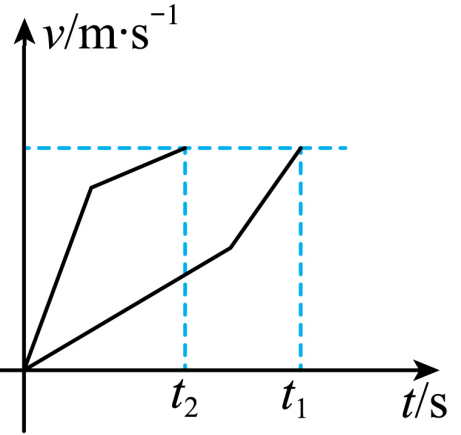 v/m·s⁻¹
t₂
t₁
t/s